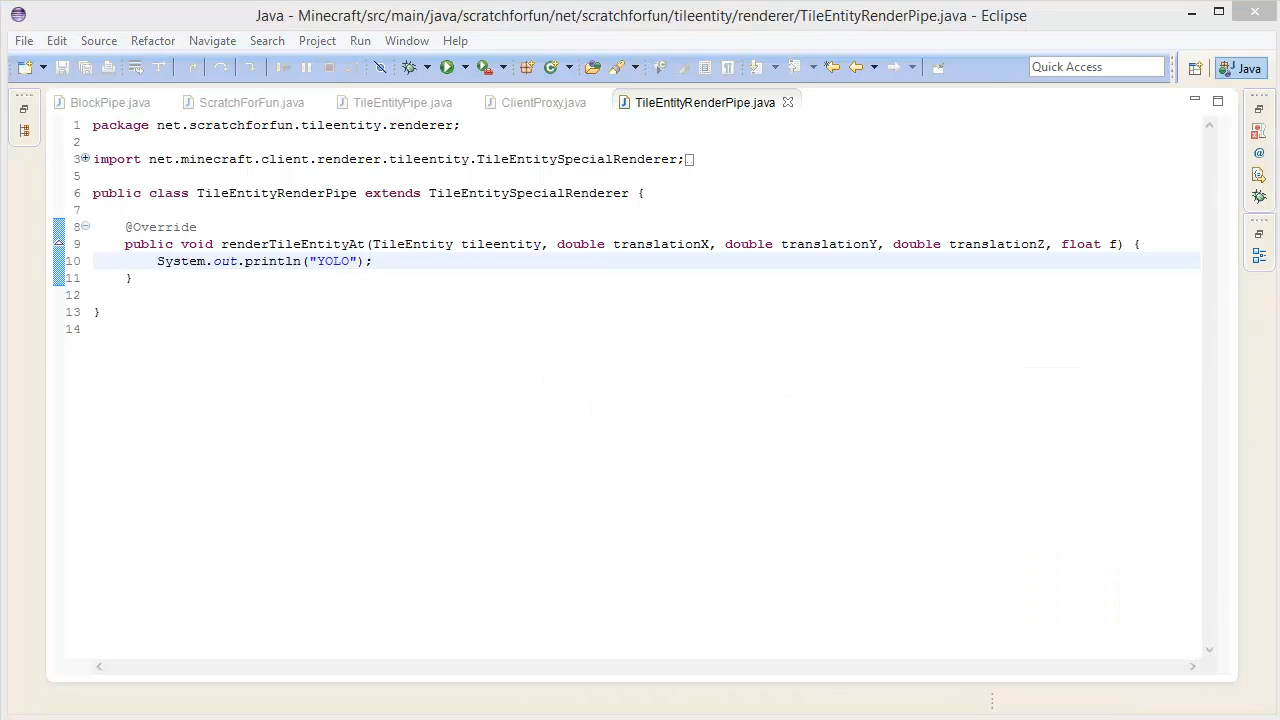 Java - Minecraft/src/main/java/scratchforfun/net/scratchforfun/tileentity/renderer/TileEntityRenderPipe.java - Eclipse
File Edit Source Refactor Navigate Search Project Run Window Help
Quick Access Java
BlockPipe.java ScratchForFun.java TileEntityPipe.java ClientProxy.java TileEntityRenderPipe.java
1 package net.scratchforfun.tileentity.renderer;
2
3 import net.minecraft.client.renderer.tileentity.TileEntitySpecialRenderer;
5
6 public class TileEntityRenderPipe extends TileEntitySpecialRenderer {
7
8 @Override
9 public void renderTileEntityAt(TileEntity tileentity, double translationX, double translationY, double translationZ, float f) {
10 System.out.println("YOLO");
11 }
12
13 }
14